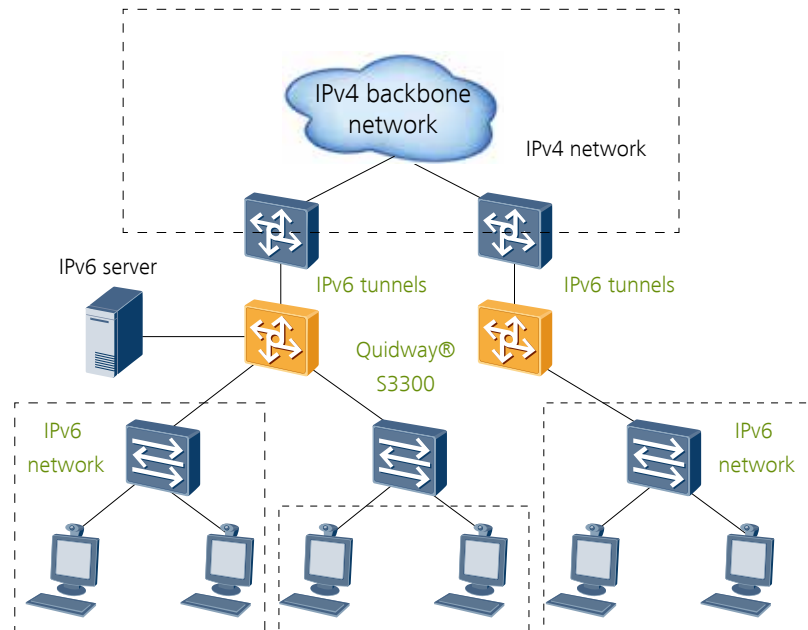 IPv4 backbone
network
IPv4 network
IPv6 server
IPv6 tunnels
IPv6 tunnels
Quidway®
S3300
IPv6
network
IPv6
network